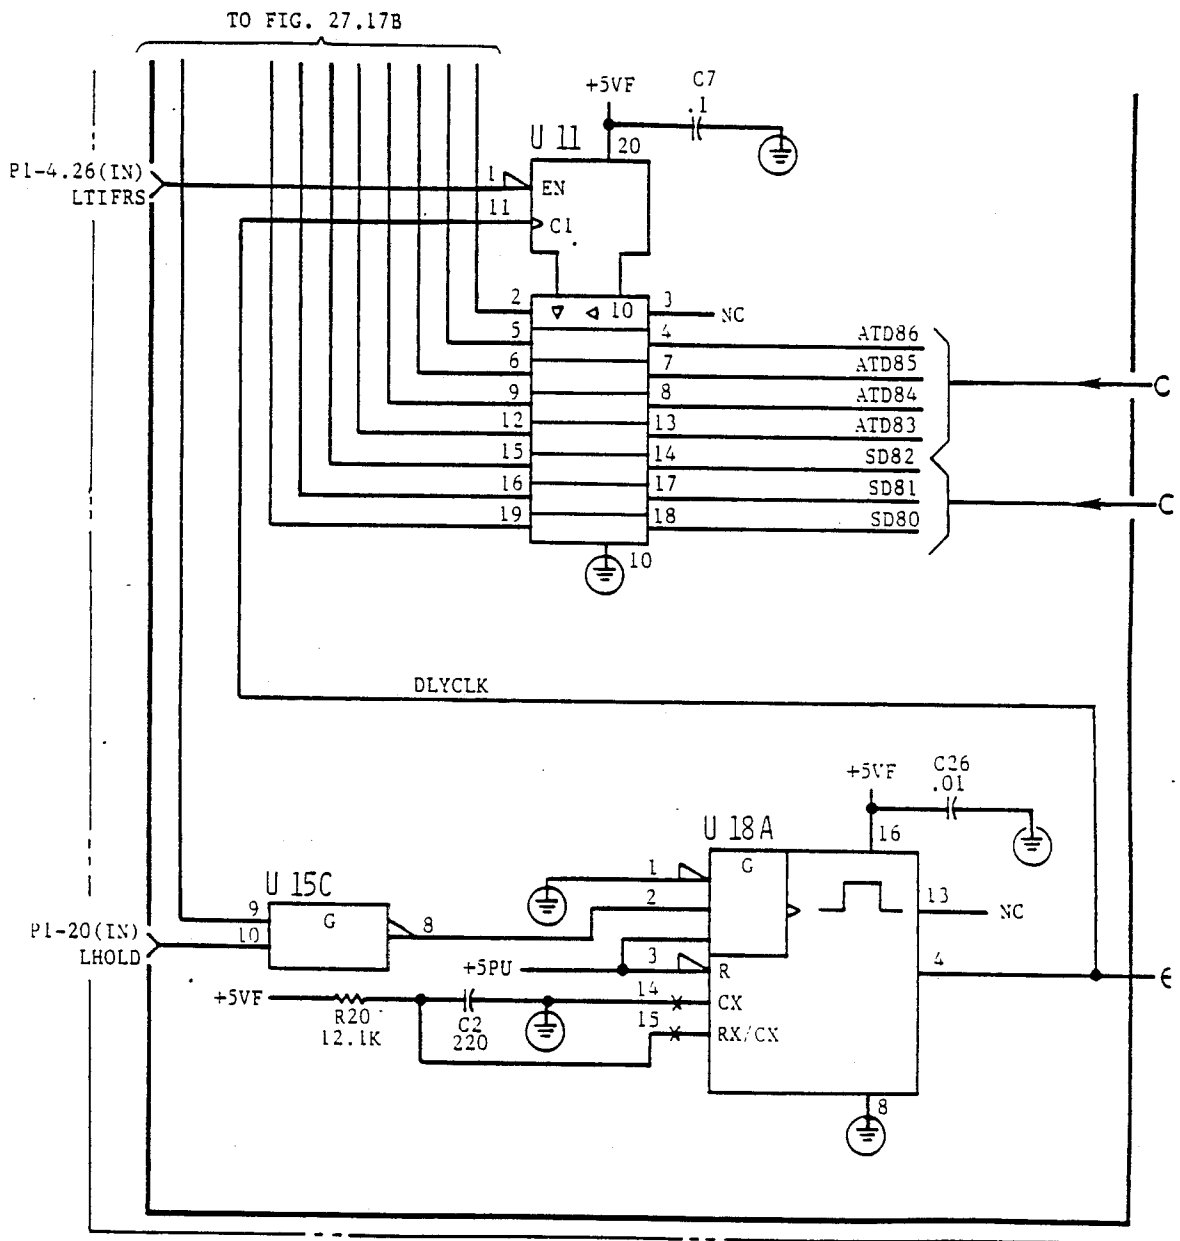 TO FIG. 27.17B
+5VF
C7
.1
U 11
20
P1-4.26(IN)
LTIFRS
1
EN
11
C1
2
10
3
NC
5
4
ATD86
6
7
ATD85
9
8
ATD84
12
13
ATD83
15
14
SD82
16
17
SD81
19
18
SD80
10
DLYCLK
+5VF
C26
.01
U 18A
16
G
1
2
U 15C
9
G
8
10
P1-20(IN)
LHOLD
13
NC
+5PU
3
R
4
+5VF
14
CX
R20
12.1K
C2
220
15
RX/CX
8
C
C